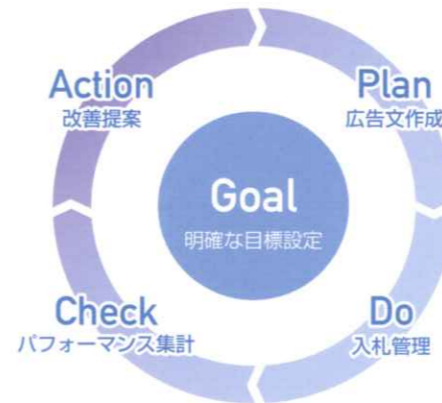 Action
改善提案
Plan
広告文作成
Goal
明確な目標設定
Check
パフォーマンス集計
Do
入札管理